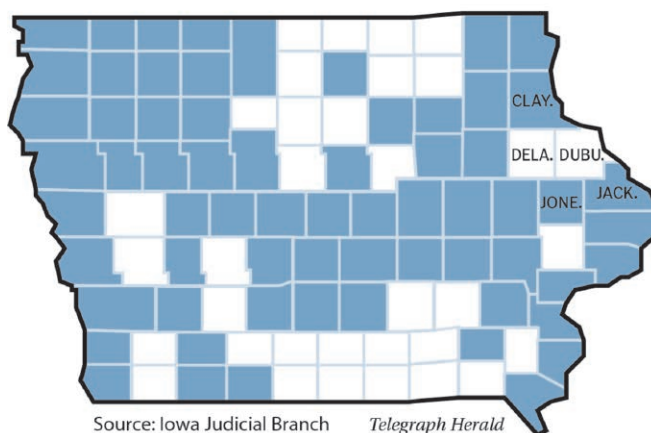 CLAY.
DELA. DUBU.
JONE. JACK.
Source: Iowa Judicial Branch Telegraph Herald